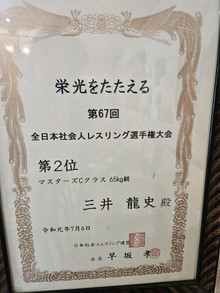 栄光をたたえる
第67回
全日本社会人レスリング選手権大会
第2位
マスターズCクラス 65kg級
三井 龍史 殿
令和元年7月6日
日本社会人レスリング連盟
会長 早坂 孝